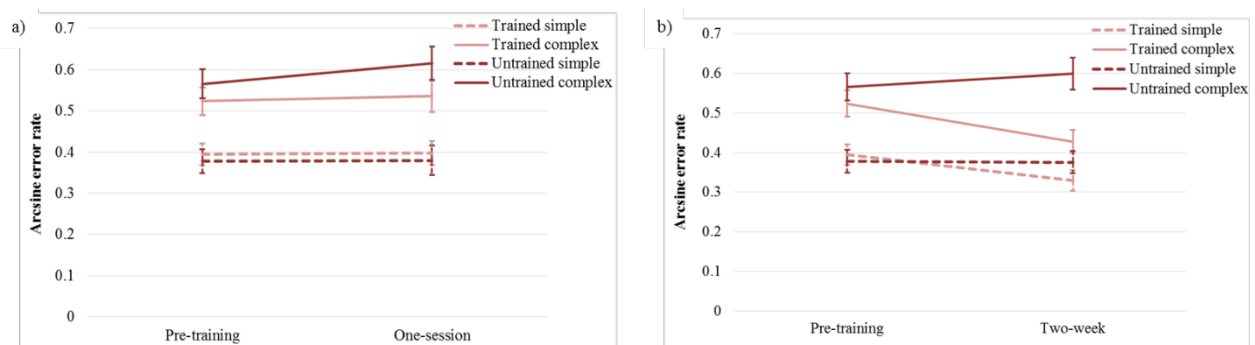 a)
Arcsine error rate
0.7
0.6
0.5
0.4
0.3
0.2
0.1
0
Pre-training
One-session
Trained simple
Trained complex
Untrained simple
Untrained complex
b)
Arcsine error rate
0.7
0.6
0.5
0.4
0.3
0.2
0.1
0
Pre-training
Two-week
Trained simple
Trained complex
Untrained simple
Untrained complex